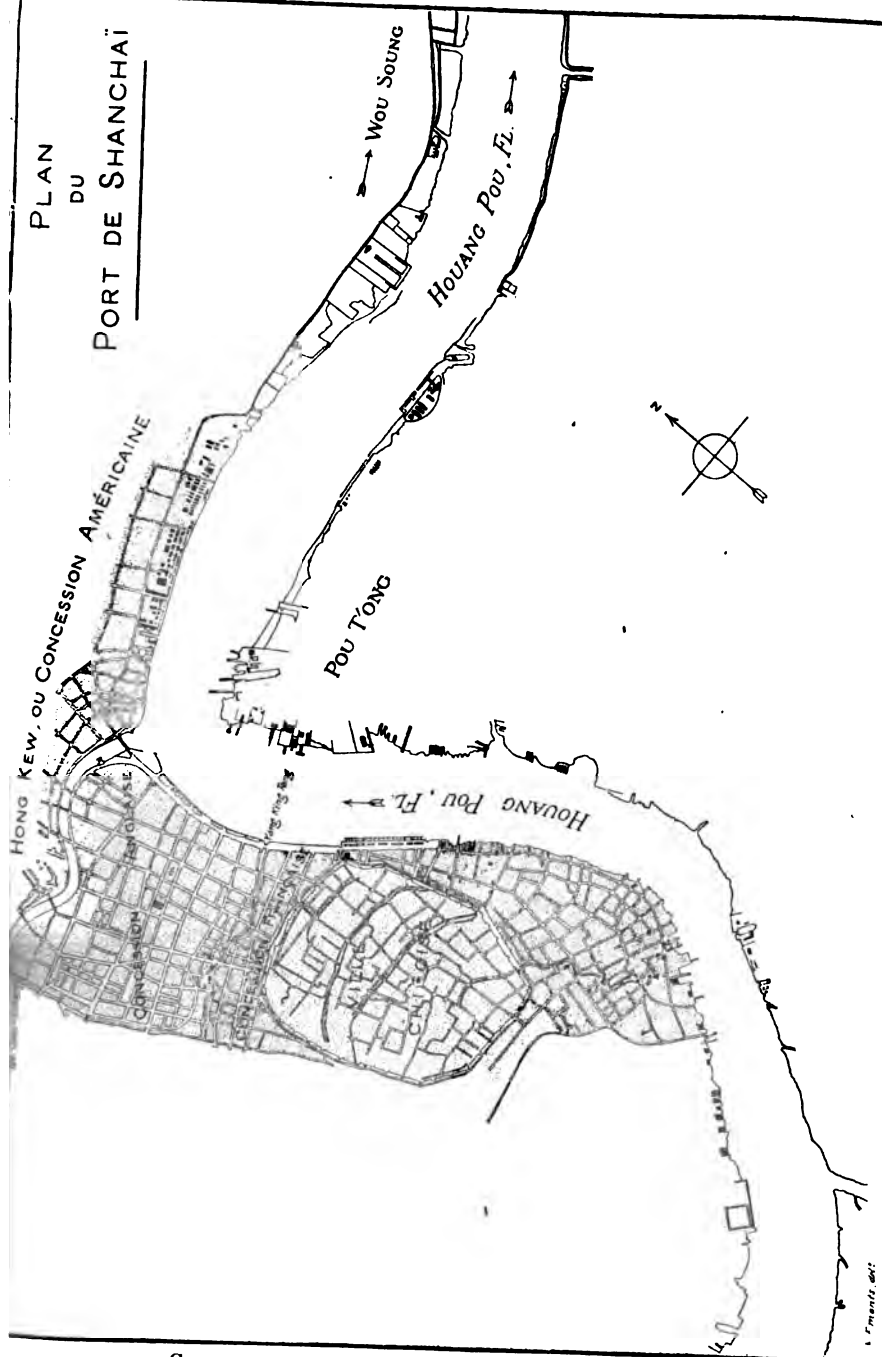 PLAN
DU
PORT DE SHANCHAÏ
WOU SOUNG
HOUANG POU, FL.
N
HONG KEW, OU CONCESSION AMÉRICAINE
POU T'ONG
CONCESSION ANGLAISE
HOUANG POU, FL.
CONCESSION
VILLE
CHINOISE